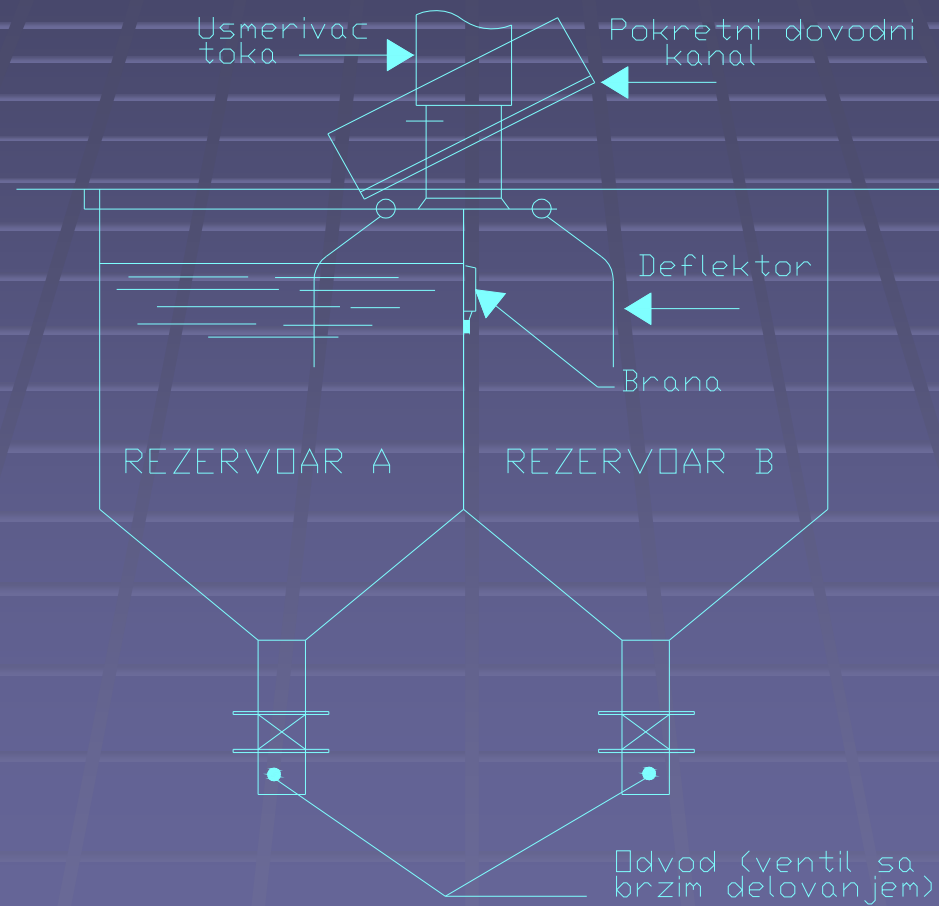 Usmerivac
toka
Pokretni dovodni
kanal
Deflektor
Brana
REZERVOAR A
REZERVOAR B
Odvod (ventil sa
brzim delovanjem)